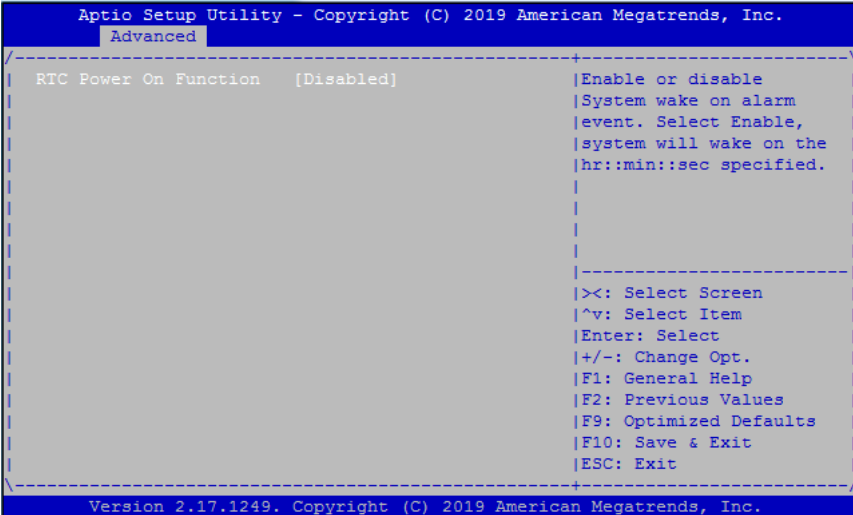 Aptio Setup Utility - Copyright (C) 2019 American Megatrends, Inc.
Advanced
RTC Power On Function [Disabled]
Enable or disable
System wake on alarm
event. Select Enable,
system will wake on the
hr::min::sec specified.
><: Select Screen
^v: Select Item
Enter: Select
+/-: Change Opt.
F1: General Help
F2: Previous Values
F9: Optimized Defaults
F10: Save & Exit
ESC: Exit
Version 2.17.1249. Copyright (C) 2019 American Megatrends, Inc.